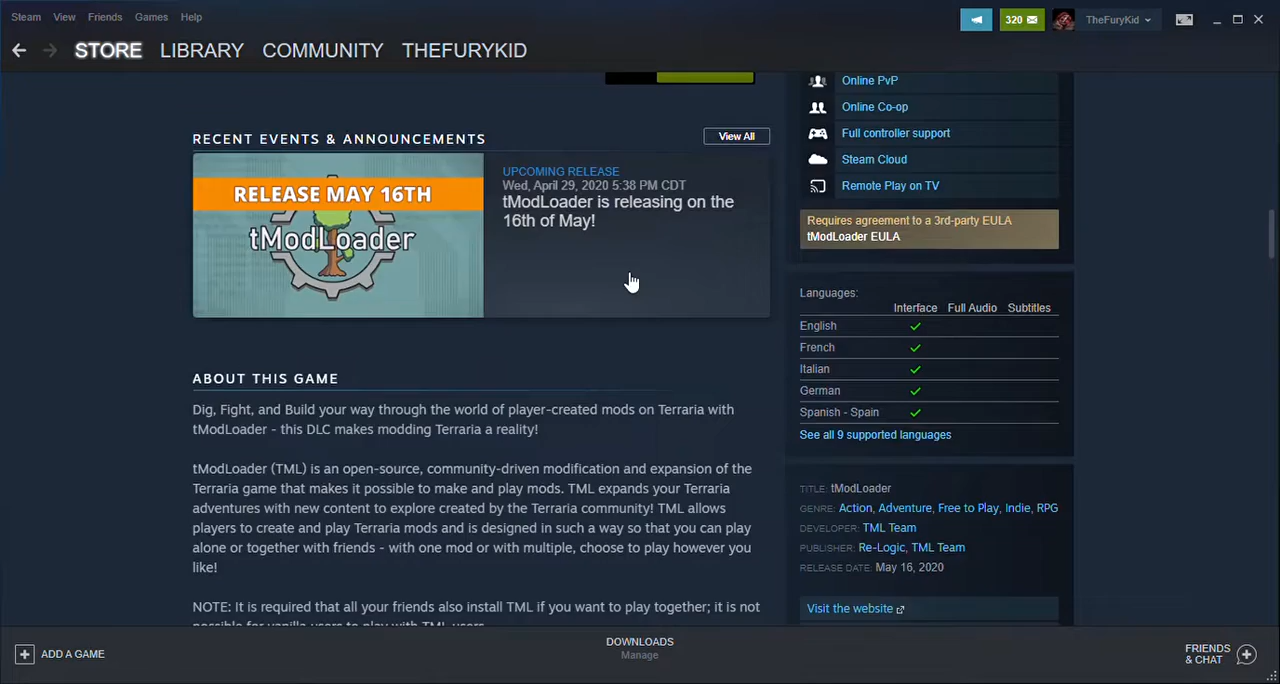 Steam View Friends Games Help
320 TheFuryKid
STORE LIBRARY COMMUNITY THEFURYKID
RECENT EVENTS & ANNOUNCEMENTS
View All
RELEASE MAY 16TH
tModLoader
UPCOMING RELEASE
Wed, April 29, 2020 5:38 PM CDT
tModLoader is releasing on the
16th of May!
ABOUT THIS GAME
Dig, Fight, and Build your way through the world of player-created mods on Terraria with
tModLoader - this DLC makes modding Terraria a reality!
tModLoader (TML) is an open-source, community-driven modification and expansion of the
Terraria game that makes it possible to make and play mods. TML expands your Terraria
adventures with new content to explore created by the Terraria community! TML allows
players to create and play Terraria mods and is designed in such a way so that you can play
alone or together with friends - with one mod or with multiple, choose to play however you
like!
NOTE: It is required that all your friends also install TML if you want to play together; it is not
possible for vanilla users to play with TML users
Online PvP
Online Co-op
Full controller support
Steam Cloud
Remote Play on TV
Requires agreement to a 3rd-party EULA
tModLoader EULA
Languages:
Interface Full Audio Subtitles
English ✓
French ✓
Italian ✓
German ✓
Spanish - Spain ✓
See all 9 supported languages
TITLE: tModLoader
GENRE: Action, Adventure, Free to Play, Indie, RPG
DEVELOPER: TML Team
PUBLISHER: Re-Logic, TML Team
RELEASE DATE: May 16, 2020
Visit the website
ADD A GAME
DOWNLOADS
Manage
FRIENDS
& CHAT